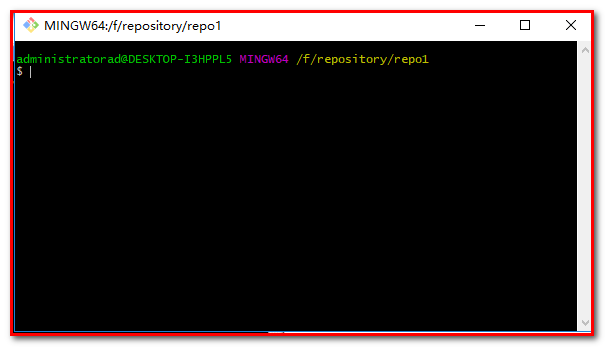 MINGW64:/f/repository/repo1
administratorad@DESKTOP-I3HPPL5 MINGW64 /f/repository/repo1
$